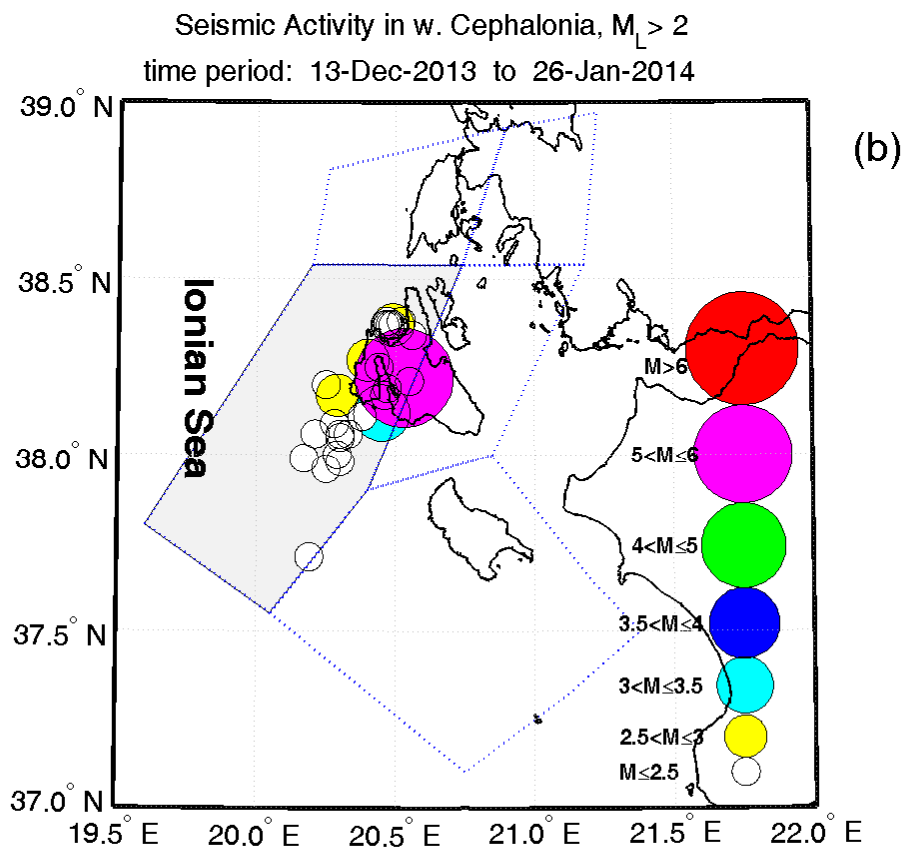 Seismic Activity in w. Cephalonia, M_L > 2
time period: 13-Dec-2013 to 26-Jan-2014
(b)
39.0° N
38.5° N
38.0° N
37.5° N
37.0° N
Ionian Sea
M>6
5<M≤6
4<M≤5
3.5<M≤4
3<M≤3.5
2.5<M≤3
M≤2.5
19.5° E 20.0° E 20.5° E 21.0° E 21.5° E 22.0° E